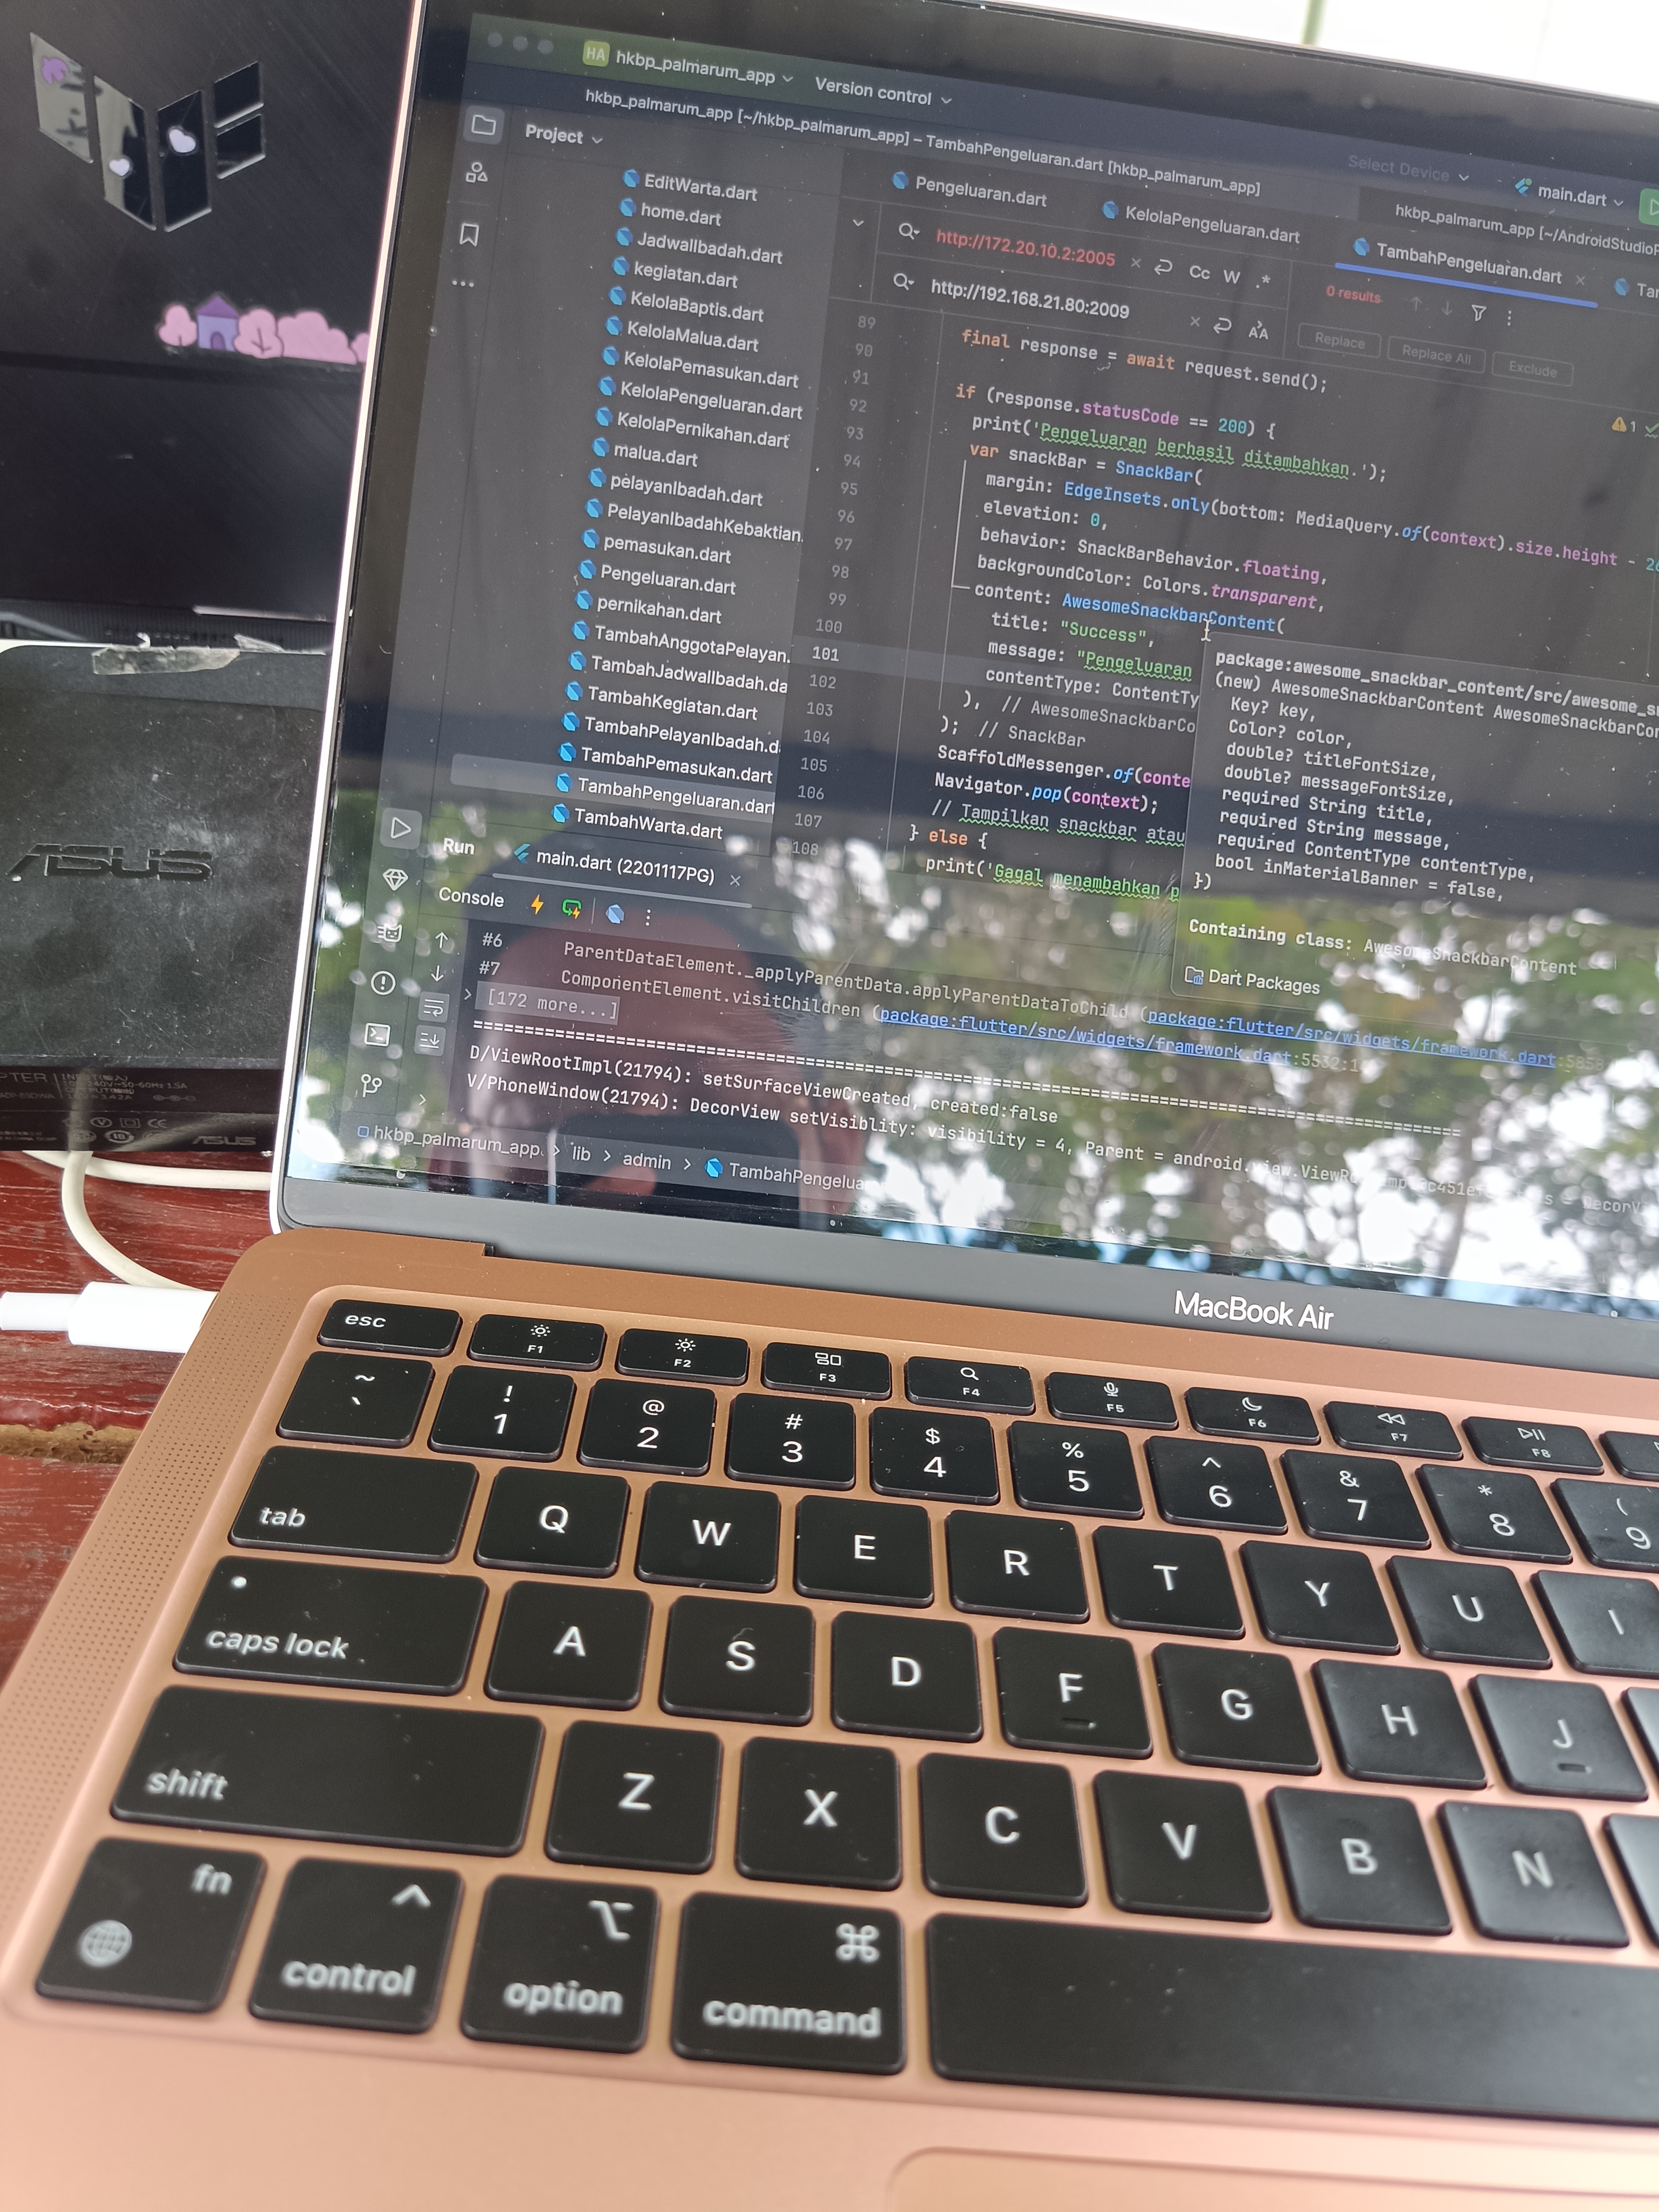 HA hkbp_palmarum_app Version control
hkbp_palmarum_app [~/hkbp_palmarum_app] – TambahPengeluaran.dart [hkbp_palmarum_app]
Select Device main.dart
hkbp_palmarum_app [~/AndroidStudioP
Project
EditWarta.dart
home.dart
JadwalIbadah.dart
kegiatan.dart
KelolaBaptis.dart
KelolaMalua.dart
KelolaPemasukan.dart
KelolaPengeluaran.dart
KelolaPernikahan.dart
malua.dart
pelayanIbadah.dart
PelayanIbadahKebaktian.
pemasukan.dart
Pengeluaran.dart
pernikahan.dart
TambahAnggotaPelayan.
TambahJadwalIbadah.da
TambahKegiatan.dart
TambahPelayanIbadah.d
TambahPemasukan.dart
TambahPengeluaran.dart
TambahWarta.dart
Pengeluaran.dart KelolaPengeluaran.dart TambahPengeluaran.dart Tar
http://172.20.10.2:2005 Cc W .* 0 results
http://192.168.21.80:2009 Replace Replace All Exclude
89
90 final response = await request.send();
91
92 if (response.statusCode == 200) {
93 print('Pengeluaran berhasil ditambahkan.');
94 var snackBar = SnackBar(
95 margin: EdgeInsets.only(bottom: MediaQuery.of(context).size.height -
96 elevation: 0,
97 behavior: SnackBarBehavior.floating,
98 backgroundColor: Colors.transparent,
99 content: AwesomeSnackbarContent(
100 title: "Success",
101 message: "Pengeluaran
102 contentType: ContentTy
103 ), // AwesomeSnackbarCo
104 ); // SnackBar
105 ScaffoldMessenger.of(conte
106 Navigator.pop(context);
107 // Tampilkan snackbar atau
108 } else {
print('Gagal menambahkan p
1
package:awesome_snackbar_content/src/awesome_s
(new) AwesomeSnackbarContent AwesomeSnackbarCon
Key? key,
Color? color,
double? titleFontSize,
double? messageFontSize,
required String title,
required String message,
required ContentType contentType,
bool inMaterialBanner = false,
})
Containing class: AwesomeSnackbarContent
Dart Packages
Run main.dart (2201117PG)
Console
#6 ParentDataElement._applyParentData.applyParentDataToChild (package:flutter/src/widgets/framework.dart
#7 ComponentElement.visitChildren (package:flutter/src/widgets/framework.dart:5532:1
[172 more...]
D/ViewRootImpl(21794): setSurfaceViewCreated, created:false
V/PhoneWindow(21794): DecorView setVisiblity: visibility = 4, Parent = android.view.ViewR
hkbp_palmarum_app > lib > admin > TambahPengelua
ASUS
ASUS
MacBook Air
esc F1 F2 F3 F4 F5 F6 F7 F8
~ ` ! 1 @ 2 # 3 $ 4 % 5 ^ 6 & 7 * 8 ( 9
tab Q W E R T Y U I
caps lock A S D F G H J
shift Z X C V B N
fn control option command